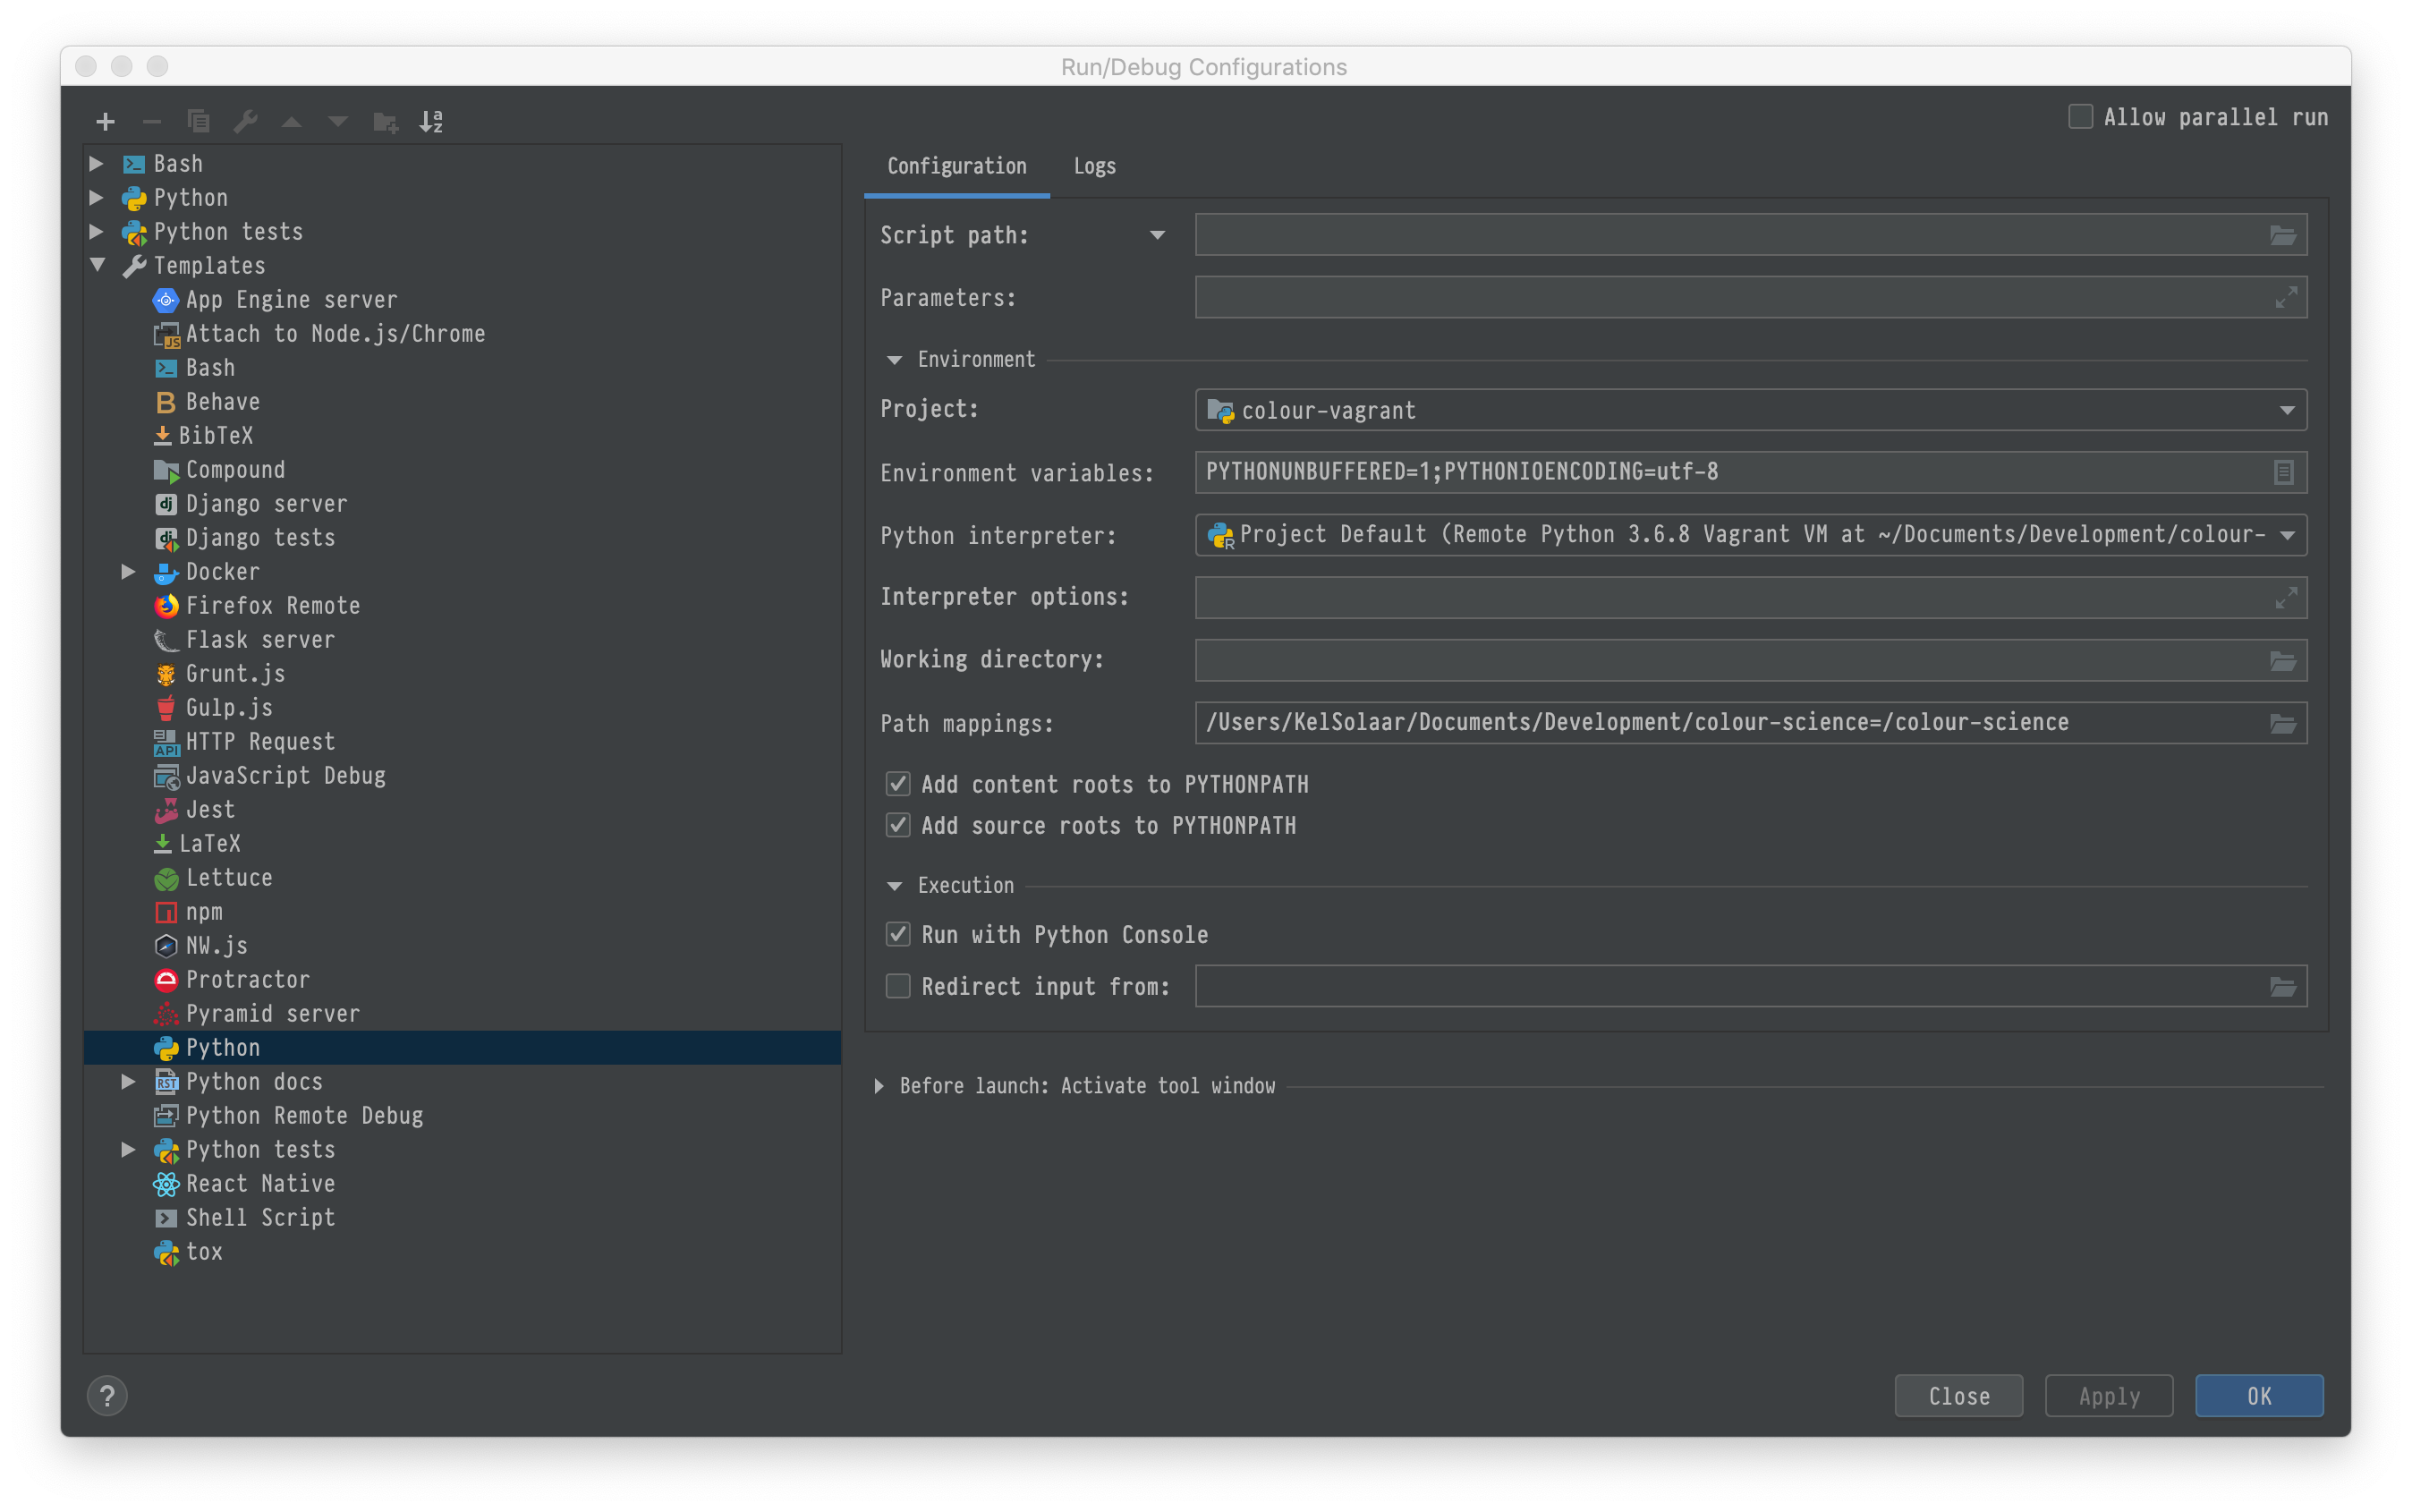 Run/Debug Configurations
Allow parallel run
Bash
Python
Python tests
Templates
App Engine server
Attach to Node.js/Chrome
Bash
Behave
BibTeX
Compound
Django server
Django tests
Docker
Firefox Remote
Flask server
Grunt.js
Gulp.js
HTTP Request
JavaScript Debug
Jest
LaTeX
Lettuce
npm
NW.js
Protractor
Pyramid server
Python
Python docs
Python Remote Debug
Python tests
React Native
Shell Script
tox
Configuration Logs
Script path:
Parameters:
Environment
Project: colour-vagrant
Environment variables: PYTHONUNBUFFERED=1;PYTHONIOENCODING=utf-8
Python interpreter: Project Default (Remote Python 3.6.8 Vagrant VM at ~/Documents/Development/colour-
Interpreter options:
Working directory:
Path mappings: /Users/KelSolaar/Documents/Development/colour-science=/colour-science
Add content roots to PYTHONPATH
Add source roots to PYTHONPATH
Execution
Run with Python Console
Redirect input from:
Before launch: Activate tool window
? Close Apply OK